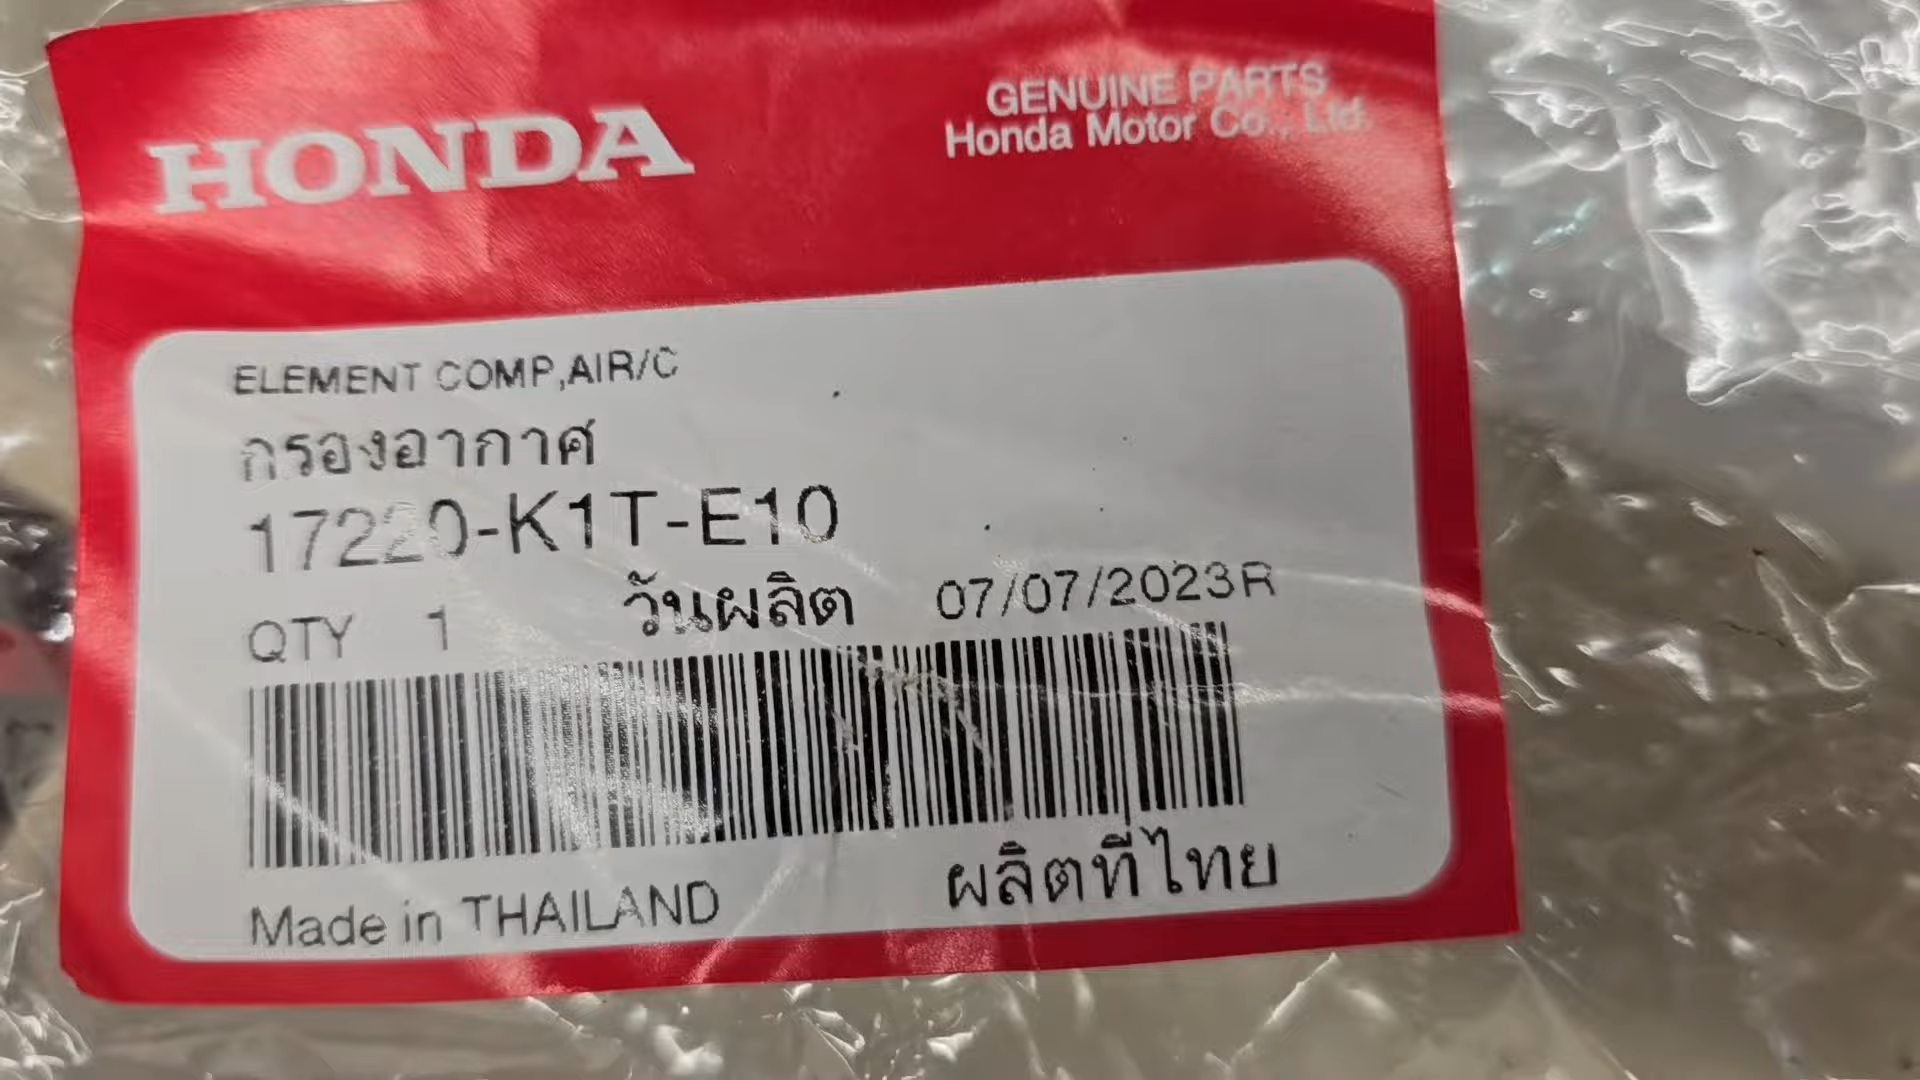 HONDA
GENUINE PARTS
Honda Motor Co., Ltd.
ELEMENT COMP,AIR/C
กรองอากาศ
17220-K1T-E10
QTY 1 วันผลิต 07/07/2023R
Made in THAILAND ผลิตที่ไทย